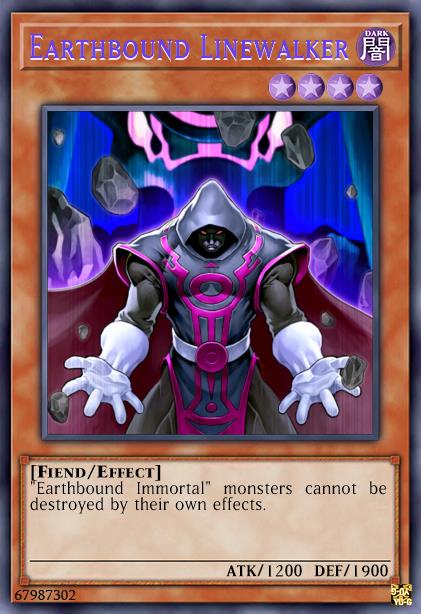 EARTHBOUND LINEWALKER
DARK
闇
[FIEND/EFFECT]
"Earthbound Immortal" monsters cannot be
destroyed by their own effects.
ATK/1200 DEF/1900
67987302